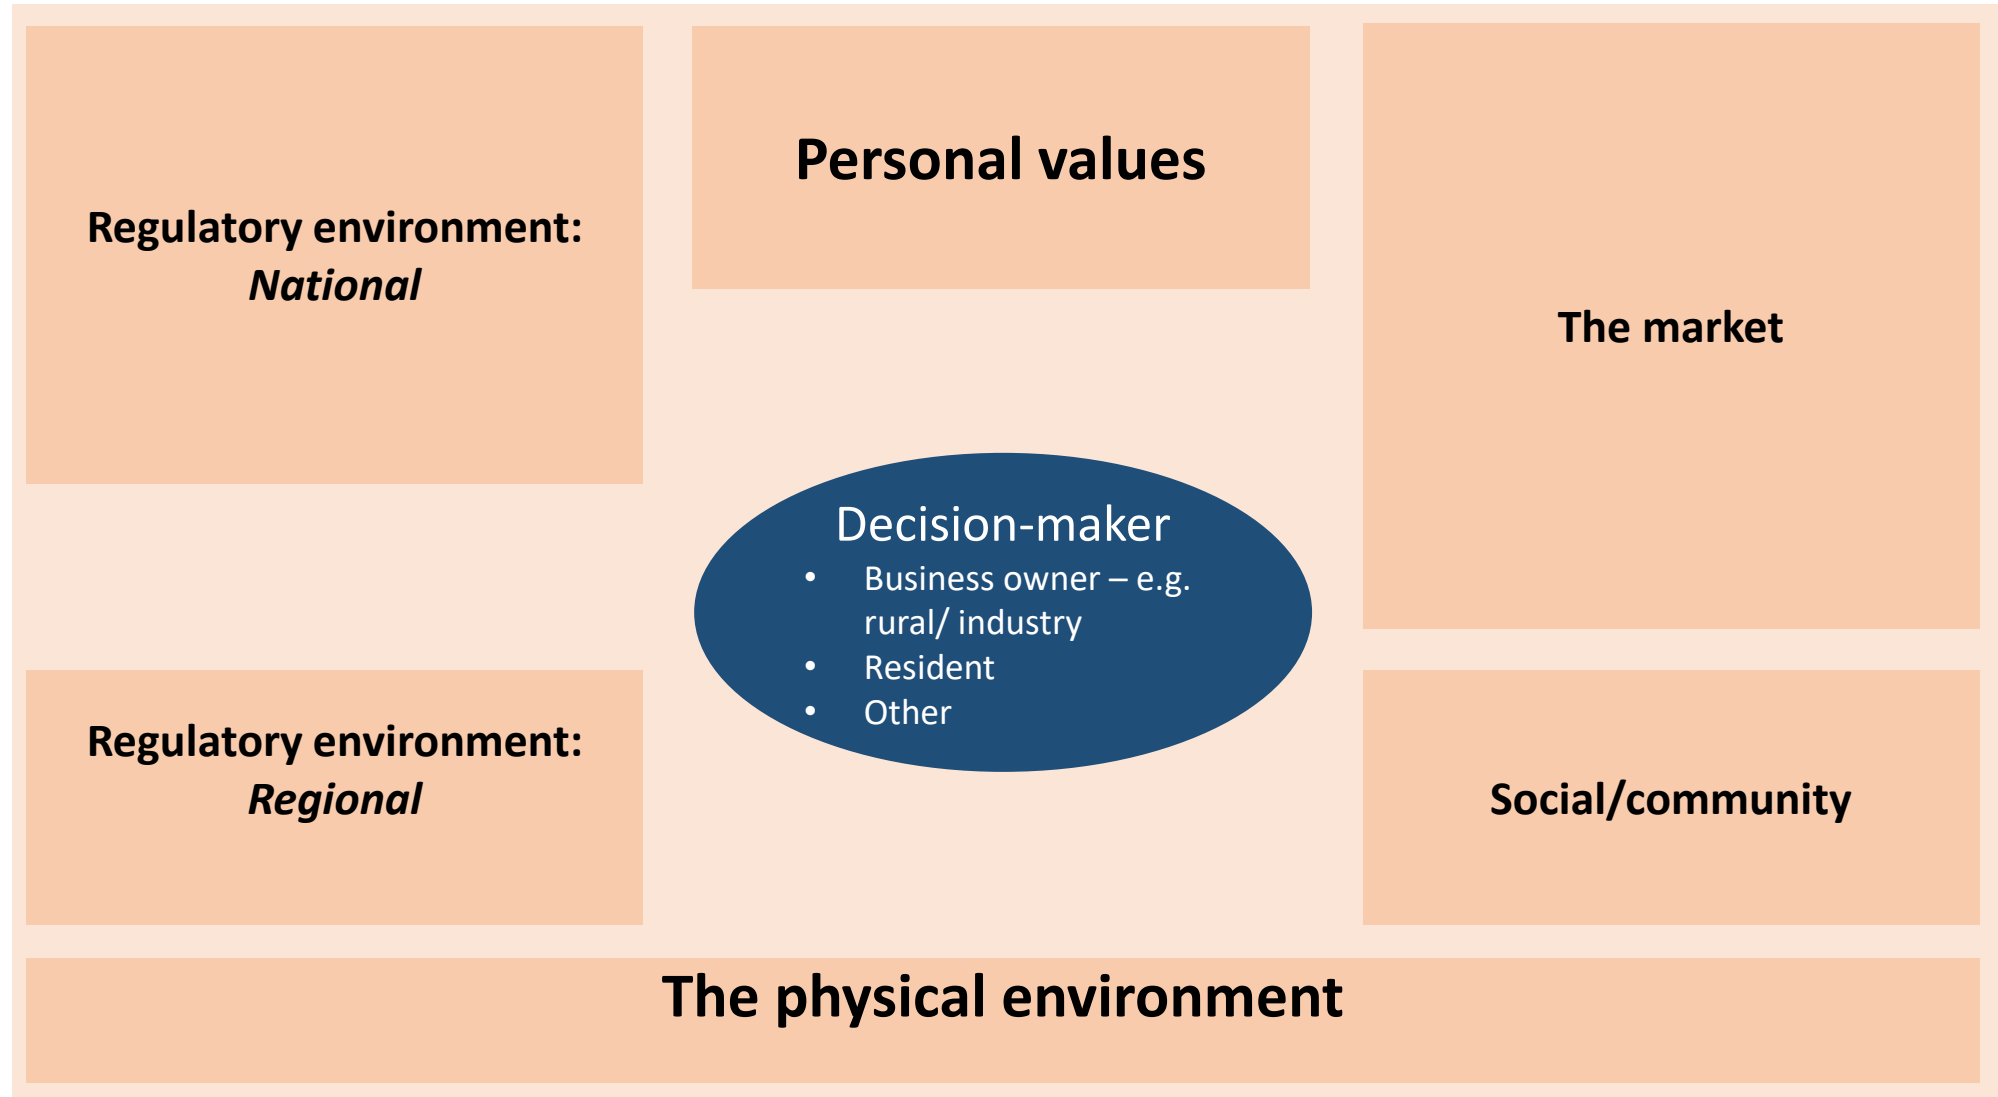 Regulatory environment:
National
Personal values
The market
Decision-maker
• Business owner – e.g.
rural/ industry
• Resident
• Other
Regulatory environment:
Regional
Social/community
The physical environment